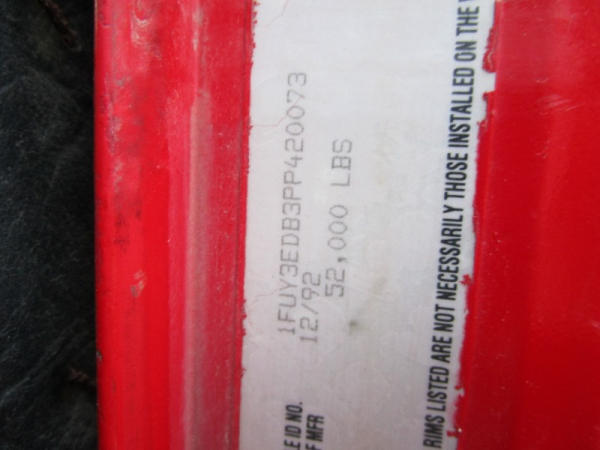 LE ID NO. 1FUY3EDB3PP420073
F MFR 12/92
52,000 LBS
RIMS LISTED ARE NOT NECESSARILY THOSE INSTALLED ON THE